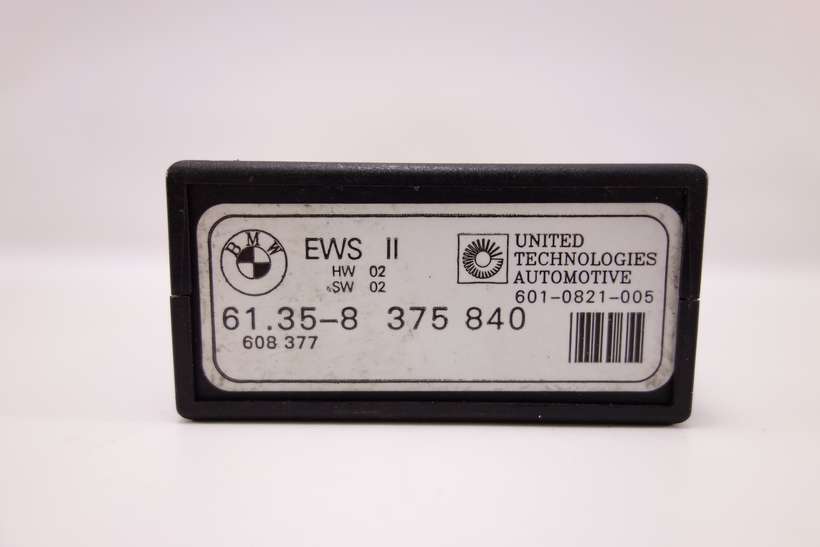 BMW
EWS II
HW 02
SW 02
UNITED
TECHNOLOGIES
AUTOMOTIVE
601-0821-005
61.35-8 375 840
608 377